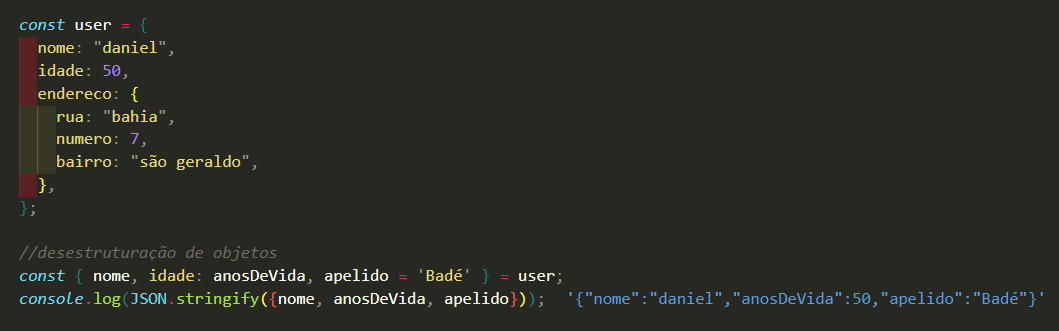 const user = {
nome: "daniel",
idade: 50,
endereco: {
rua: "bahia",
numero: 7,
bairro: "são geraldo",
},
};
//desestruturação de objetos
const { nome, idade: anosDeVida, apelido = 'Badé' } = user;
console.log(JSON.stringify({nome, anosDeVida, apelido})); '{"nome":"daniel","anosDeVida":50,"apelido":"Badé"}'